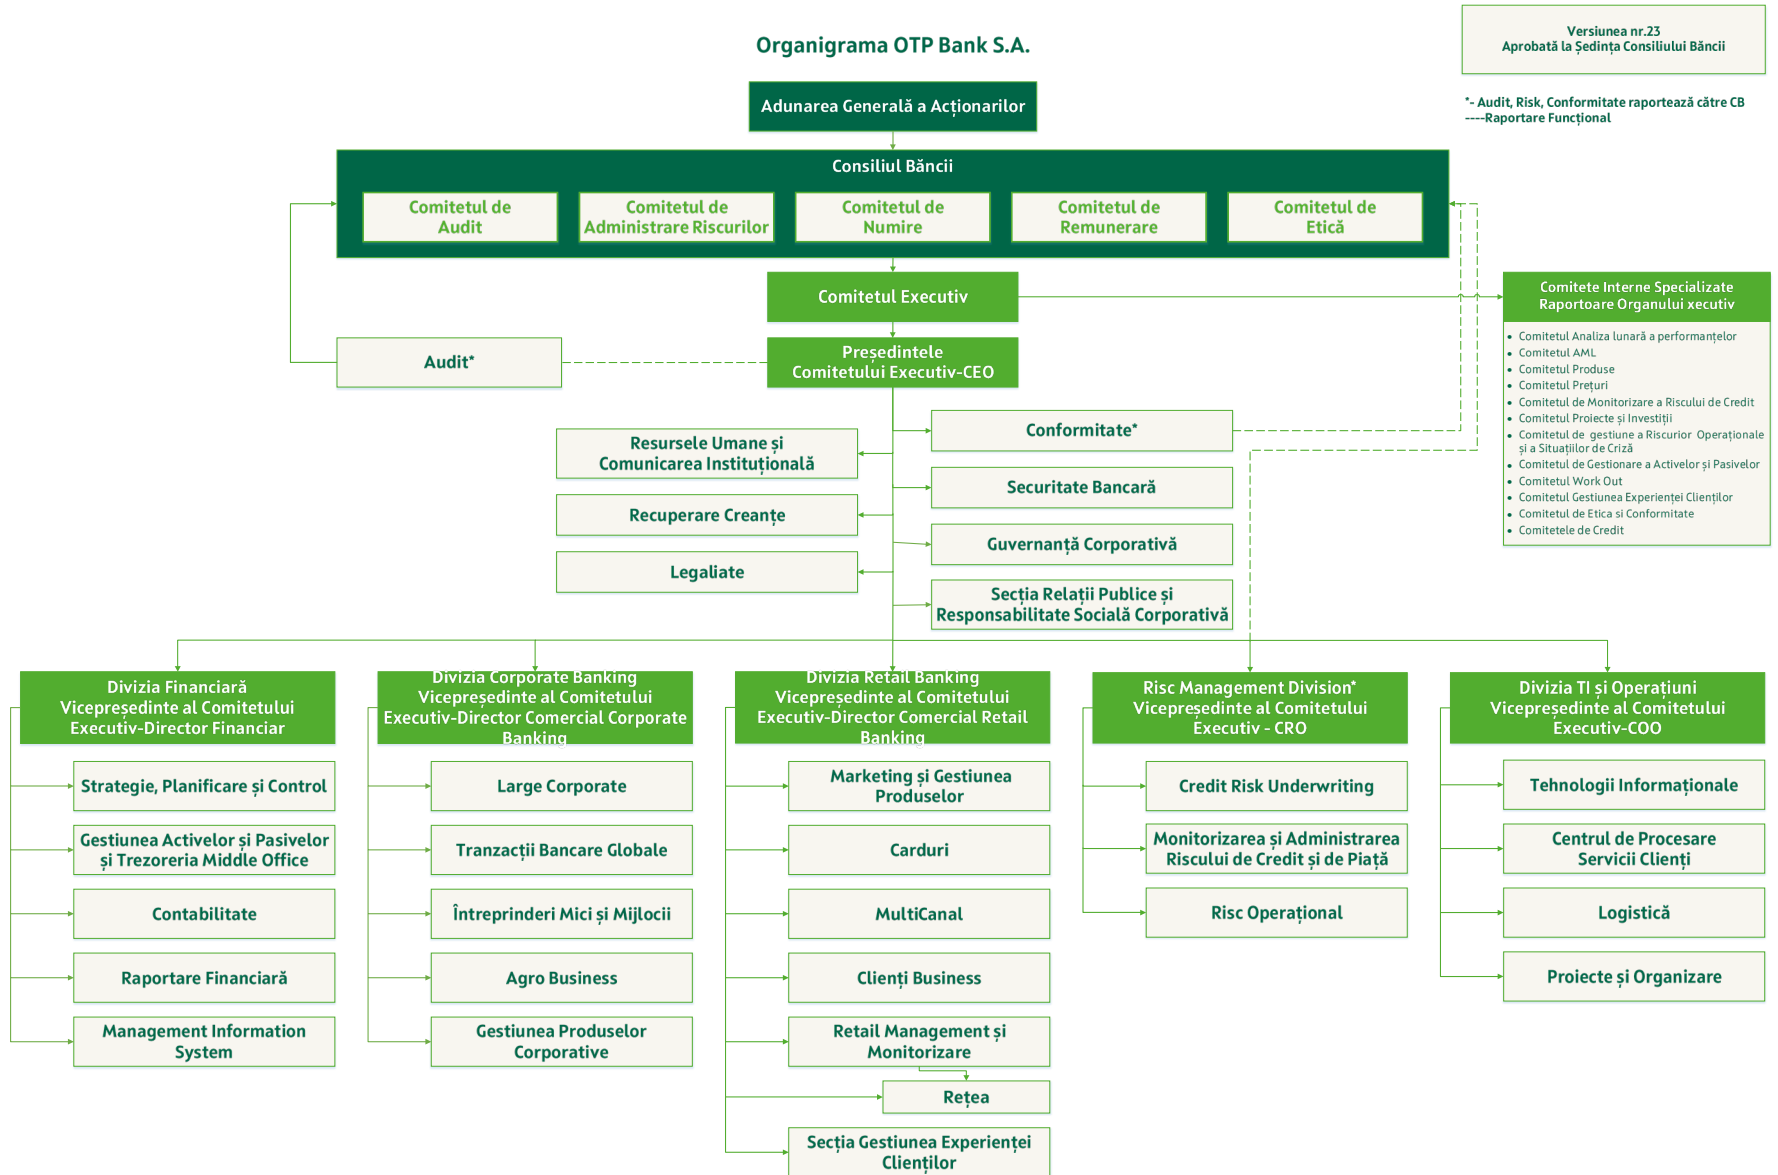 Versiunea nr.23
Aprobată la Ședința Consiliului Băncii
Organigrama OTP Bank S.A.
*- Audit, Risk, Conformitate raportează către CB
----Raportare Funcțional
Adunarea Generală a Acționarilor
Consiliul Băncii
Comitetul de
Audit
Comitetul de
Administrare Riscurilor
Comitetul de
Numire
Comitetul de
Remunerare
Comitetul de
Etică
Comitetul Executiv
Comitete Interne Specializate
Raportoare Organului xecutiv
• Comitetul Analiza lunară a performanțelor
• Comitetul AML
• Comitetul Produse
• Comitetul Prețuri
• Comitetul de Monitorizare a Riscului de Credit
• Comitetul Proiecte și Investiții
• Comitetul de gestiune a Riscurior Operaționale
și a Situațiilor de Criză
• Comitetul de Gestionare a Activelor și Pasivelor
• Comitetul Work Out
• Comitetul Gestiunea Experienței Clienților
• Comitetul de Etica si Conformitate
• Comitetele de Credit
Audit*
Președintele
Comitetului Executiv-CEO
Conformitate*
Resursele Umane și
Comunicarea Instituțională
Securitate Bancară
Recuperare Creanțe
Guvernanță Corporativă
Legaliate
Secția Relații Publice și
Responsabilitate Socială Corporativă
Divizia Financiară
Vicepreședinte al Comitetului
Executiv-Director Financiar
Strategie, Planificare și Control
Gestiunea Activelor și Pasivelor
și Trezoreria Middle Office
Contabilitate
Raportare Financiară
Management Information
System
Divizia Corporate Banking
Vicepreședinte al Comitetului
Executiv-Director Comercial Corporate
Banking
Large Corporate
Tranzacții Bancare Globale
Întreprinderi Mici și Mijlocii
Agro Business
Gestiunea Produselor
Corporative
Divizia Retail Banking
Vicepreședinte al Comitetului
Executiv-Director Comercial Retail
Banking
Marketing și Gestiunea
Produselor
Carduri
MultiCanal
Clienți Business
Retail Management și
Monitorizare
Rețea
Secția Gestiunea Experienței
Clienților
Risc Management Division*
Vicepreședinte al Comitetului
Executiv - CRO
Credit Risk Underwriting
Monitorizarea și Administrarea
Riscului de Credit și de Piață
Risc Operațional
Divizia TI și Operațiuni
Vicepreședinte al Comitetului
Executiv-COO
Tehnologii Informaționale
Centrul de Procesare
Servicii Clienți
Logistică
Proiecte și Organizare